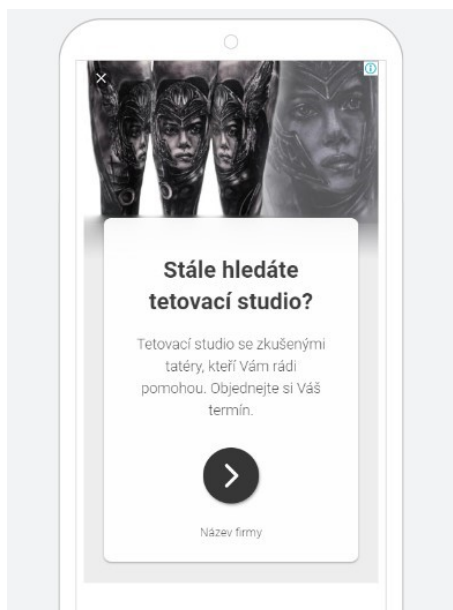 Stále hledáte
tetovací studio?
Tetovací studio se zkušenými
tatéry, kteří Vám rádi
pomohou. Objednejte si Váš
termín.
Název firmy